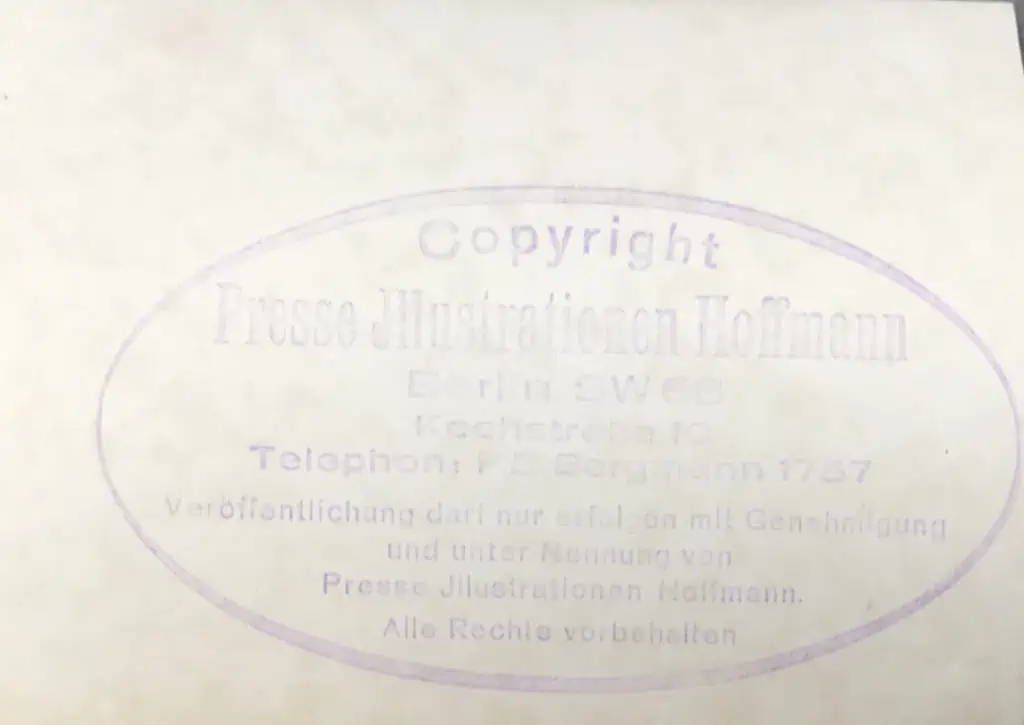 Copyright
Presse Jllustrationen Hoffmann
Berlin SW 68
Kochstraße 10
Telephon: Bergmann 1757
Veröffentlichung darf nur erfolgen mit Genehmigung
und unter Nennung von
Presse Jllustrationen Hoffmann.
Alle Rechte vorbehalten